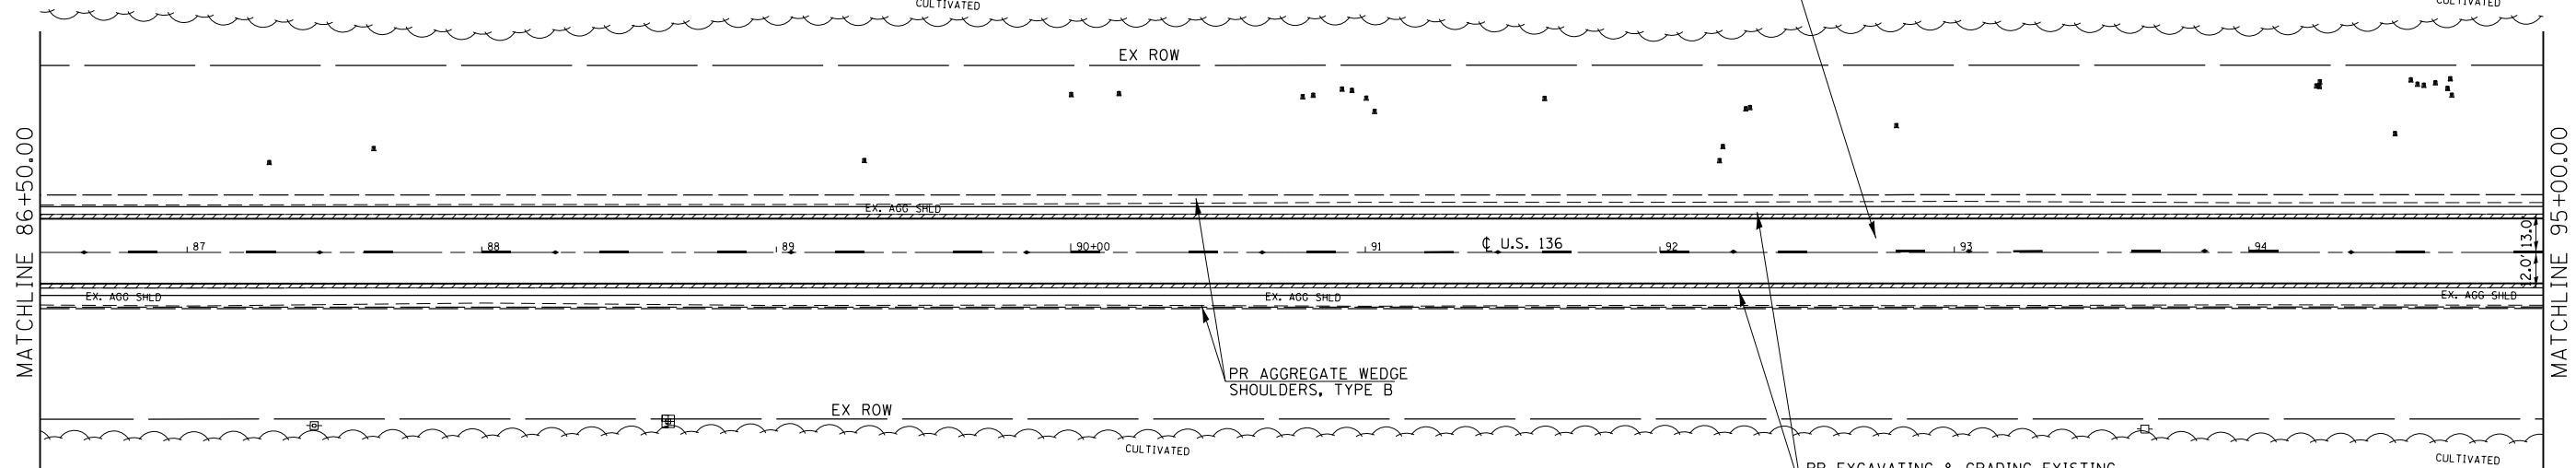 CULTIVATED
CULTIVATED
EX ROW
MATCHLINE 86+50.00
MATCHLINE 95+00.00
EX. AGG SHLD
13.0'
87
88
89
90+00
91
℄ U.S. 136
92
93
94
12.0'
EX. AGG SHLD
EX. AGG SHLD
EX. AGG SHLD
PR AGGREGATE WEDGE
SHOULDERS, TYPE B
EX ROW
CULTIVATED
CULTIVATED
PR EXCAVATING & GRADING EXISTING